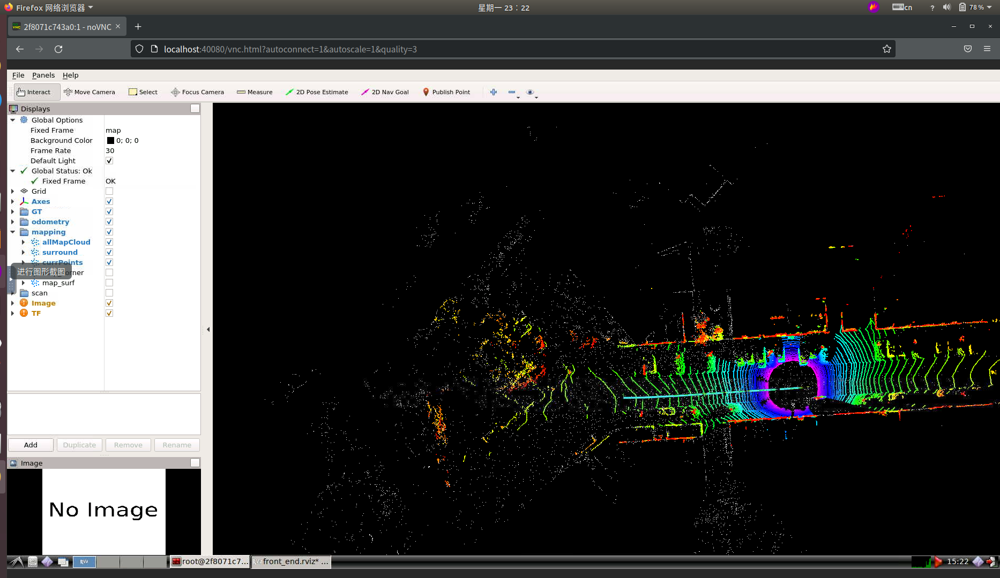 Firefox 网络浏览器
星期一 23：22
cn
?
78%
2f8071c743a0:1 - noVNC
localhost:40080/vnc.html?autoconnect=1&autoscale=1&quality=3
File Panels Help
Interact Move Camera Select Focus Camera Measure 2D Pose Estimate 2D Nav Goal Publish Point
Displays
Global Options
Fixed Frame map
Background Color 0; 0; 0
Frame Rate 30
Default Light
Global Status: Ok
Fixed Frame OK
Grid
Axes
GT
odometry
mapping
allMapCloud
surround
currPoints
进行图形截图
map_surf
scan
Image
TF
Add Duplicate Remove Rename
Image
No Image
RViz
root@2f8071c7...
front_end.rviz* ...
15:22